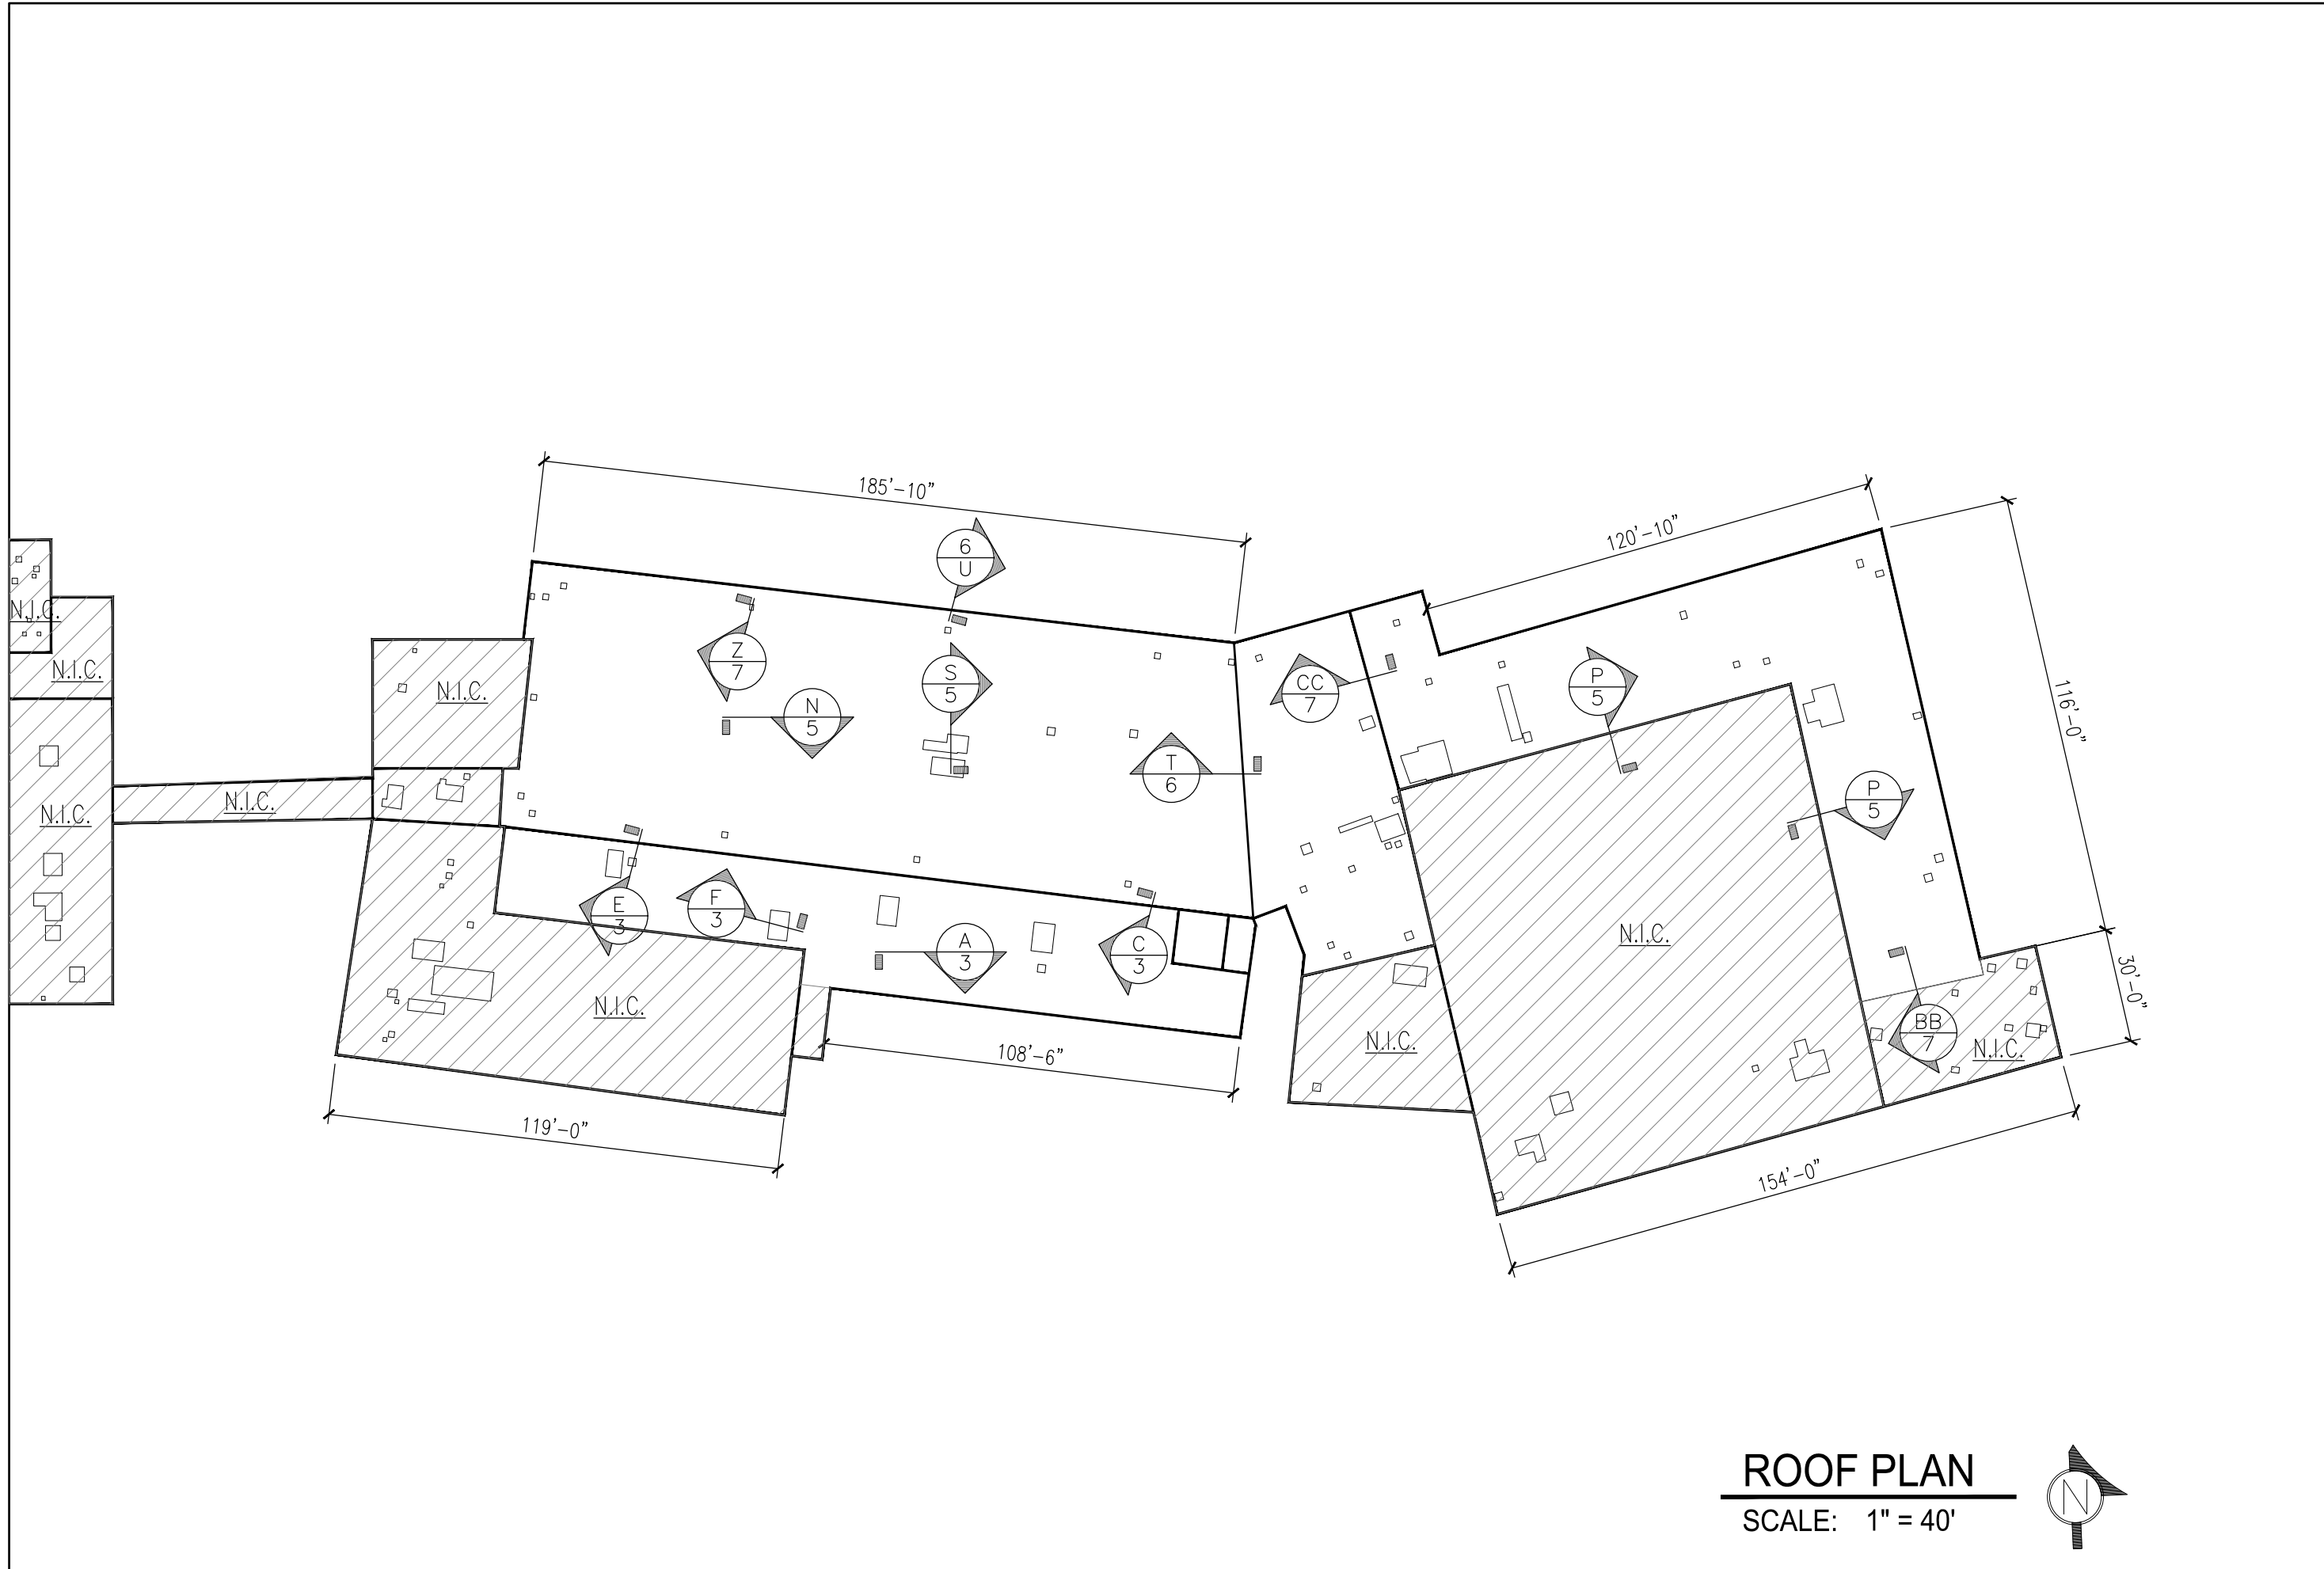 185'-10"
120'-10"
6
U
N.I.C.
N.I.C.
N.I.C.
Z
7
S
5
CC
7
P
5
N
5
116'-0"
T
6
N.I.C.
N.I.C.
P
5
E
3
F
3
A
3
C
3
N.I.C.
30'-0"
N.I.C.
N.I.C.
BB
7
N.I.C.
108'-6"
119'-0"
154'-0"
ROOF PLAN
SCALE: 1" = 40'
N